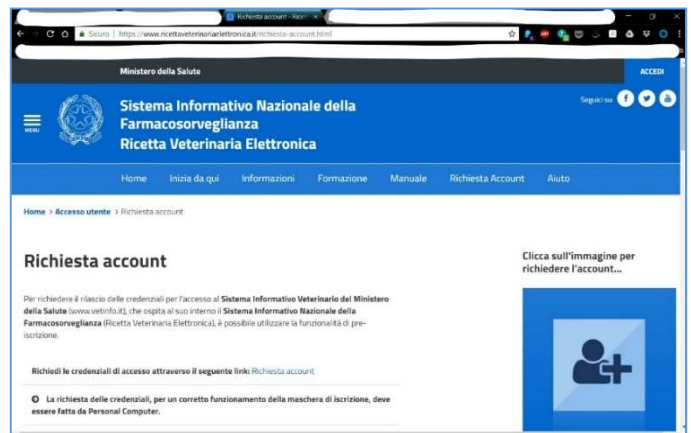 Richiesta account - Ricett
Sicuro | https://www.ricettaveterinariaelettronica.it/richiesta-account.html
Ministero della Salute
ACCEDI
MENU
Sistema Informativo Nazionale della
Farmacosorveglianza
Ricetta Veterinaria Elettronica
Seguici su
Home Inizia da qui Informazioni Formazione Manuale Richiesta Account Aiuto
Home > Accesso utente > Richiesta account
Richiesta account
Per richiedere il rilascio delle credenziali per l'accesso al Sistema Informativo Veterinario del Ministero
della Salute (www.vetinfo.it), che ospita al suo interno il Sistema Informativo Nazionale della
Farmacosorveglianza (Ricetta Veterinaria Elettronica), è possibile utilizzare la funzionalità di pre-
iscrizione.
Richiedi le credenziali di accesso attraverso il seguente link: Richiesta account
La richiesta delle credenziali, per un corretto funzionamento della maschera di iscrizione, deve
essere fatta da Personal Computer.
Clicca sull'immagine per
richiedere l'account...